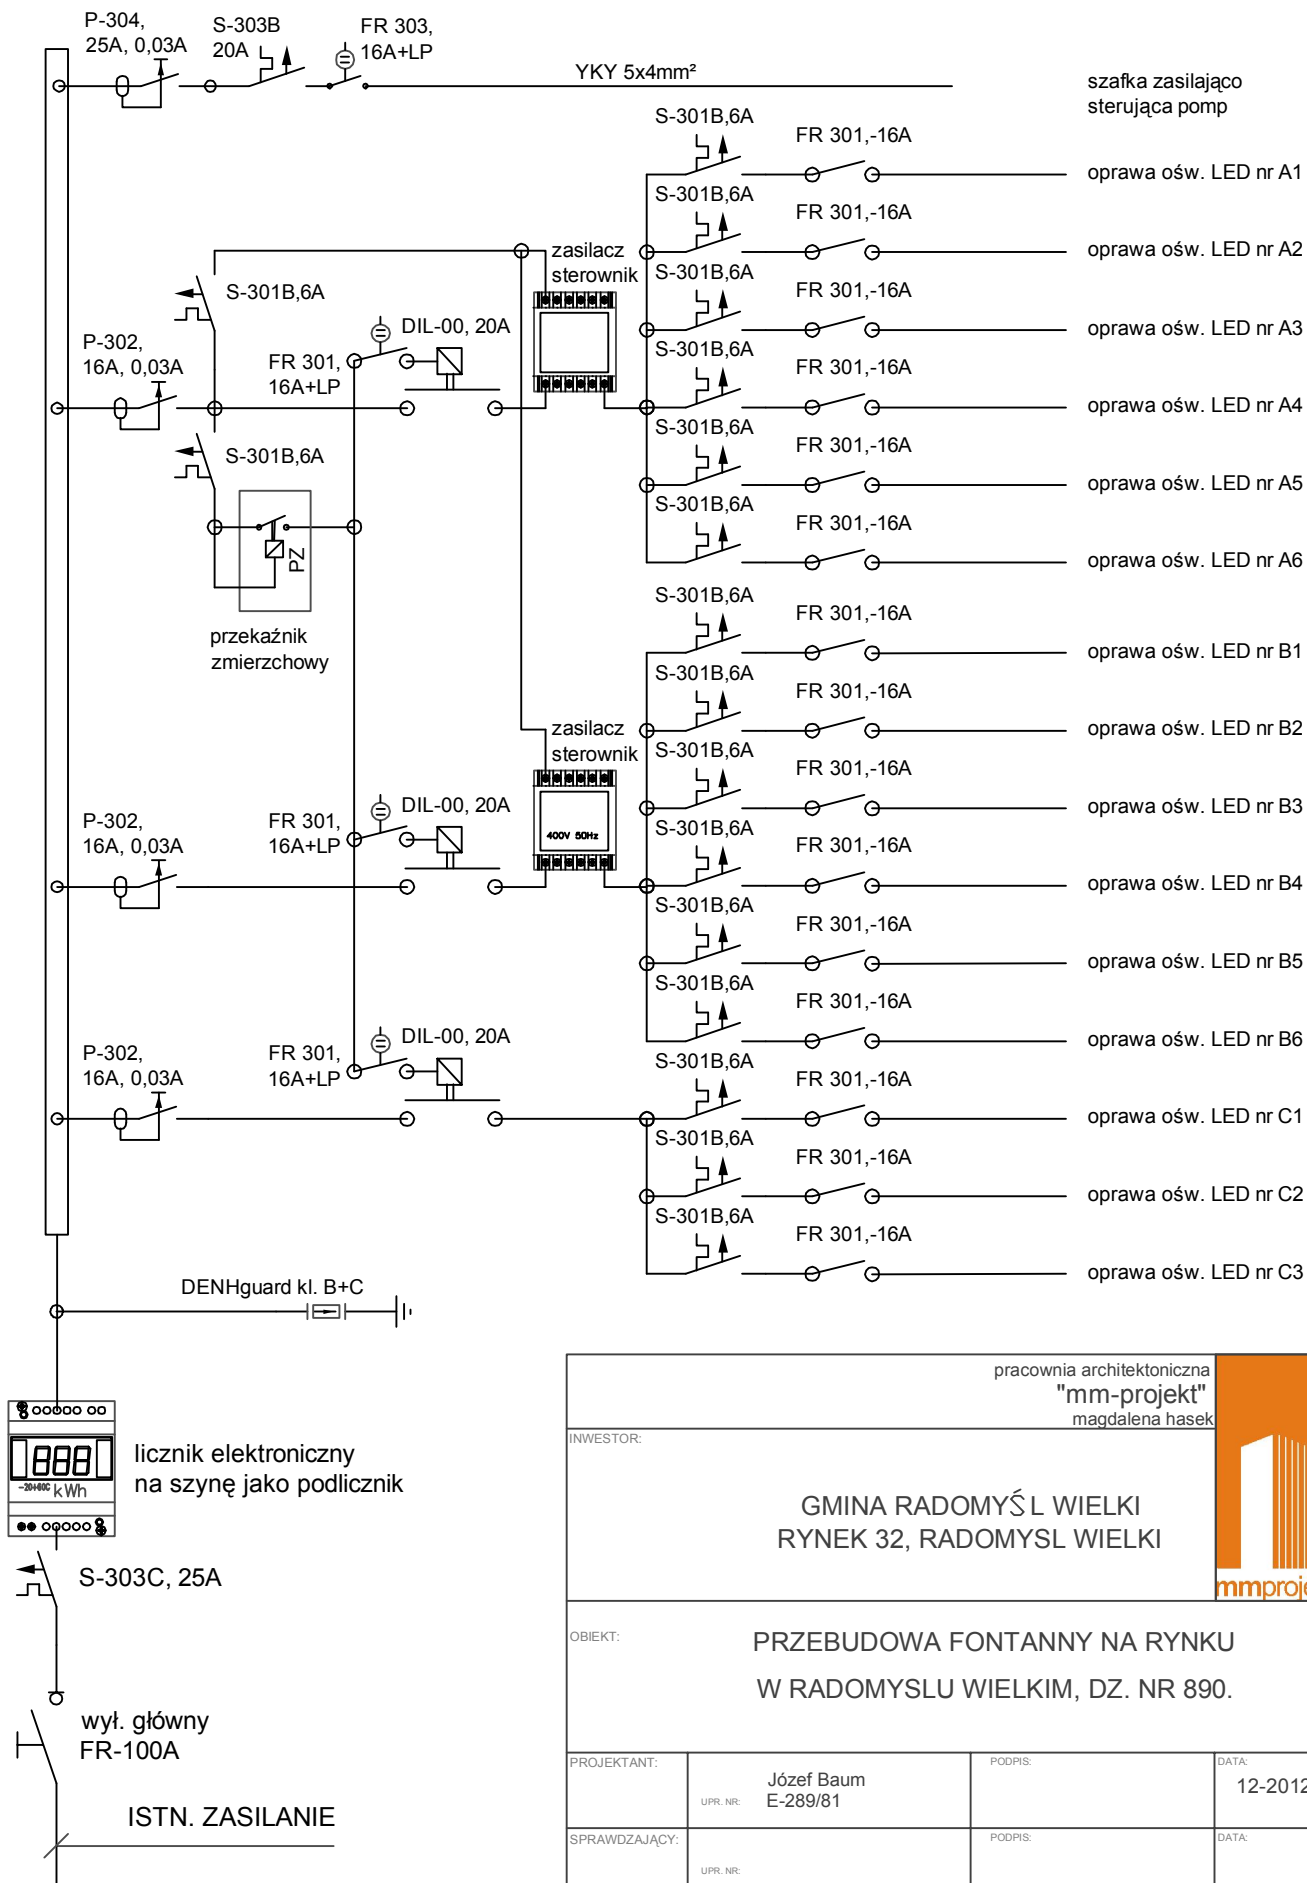 P-304,
25A, 0,03A
S-303B
20A
FR 303,
16A+LP
YKY 5x4mm²
szafka zasilająco
sterująca pomp
S-301B,6A
FR 301,-16A
oprawa ośw. LED nr A1
S-301B,6A
FR 301,-16A
oprawa ośw. LED nr A2
zasilacz
sterownik
S-301B,6A
FR 301,-16A
oprawa ośw. LED nr A3
S-301B,6A
P-302,
16A, 0,03A
FR 301,
16A+LP
DIL-00, 20A
S-301B,6A
FR 301,-16A
oprawa ośw. LED nr A4
S-301B,6A
S-301B,6A
FR 301,-16A
oprawa ośw. LED nr A5
S-301B,6A
FR 301,-16A
oprawa ośw. LED nr A6
PZ
przekaźnik
zmierzchowy
S-301B,6A
FR 301,-16A
oprawa ośw. LED nr B1
S-301B,6A
FR 301,-16A
oprawa ośw. LED nr B2
zasilacz
sterownik
S-301B,6A
FR 301,-16A
oprawa ośw. LED nr B3
P-302,
16A, 0,03A
FR 301,
16A+LP
DIL-00, 20A
400V 50Hz
S-301B,6A
FR 301,-16A
oprawa ośw. LED nr B4
S-301B,6A
FR 301,-16A
oprawa ośw. LED nr B5
S-301B,6A
FR 301,-16A
oprawa ośw. LED nr B6
P-302,
16A, 0,03A
FR 301,
16A+LP
DIL-00, 20A
S-301B,6A
FR 301,-16A
oprawa ośw. LED nr C1
S-301B,6A
FR 301,-16A
oprawa ośw. LED nr C2
S-301B,6A
FR 301,-16A
oprawa ośw. LED nr C3
DENHguard kl. B+C
888
kWh
licznik elektroniczny
na szynę jako podlicznik
S-303C, 25A
wył. główny
FR-100A
ISTN. ZASILANIE
pracownia architektoniczna
"mm-projekt"
magdalena hasek
INWESTOR:
GMINA RADOMYŚL WIELKI
RYNEK 32, RADOMYSL WIELKI
mmproje
OBIEKT:
PRZEBUDOWA FONTANNY NA RYNKU
W RADOMYSLU WIELKIM, DZ. NR 890.
PROJEKTANT:
Józef Baum
UPR. NR: E-289/81
PODPIS:
DATA:
12-2012
SPRAWDZAJĄCY:
UPR. NR:
PODPIS:
DATA: